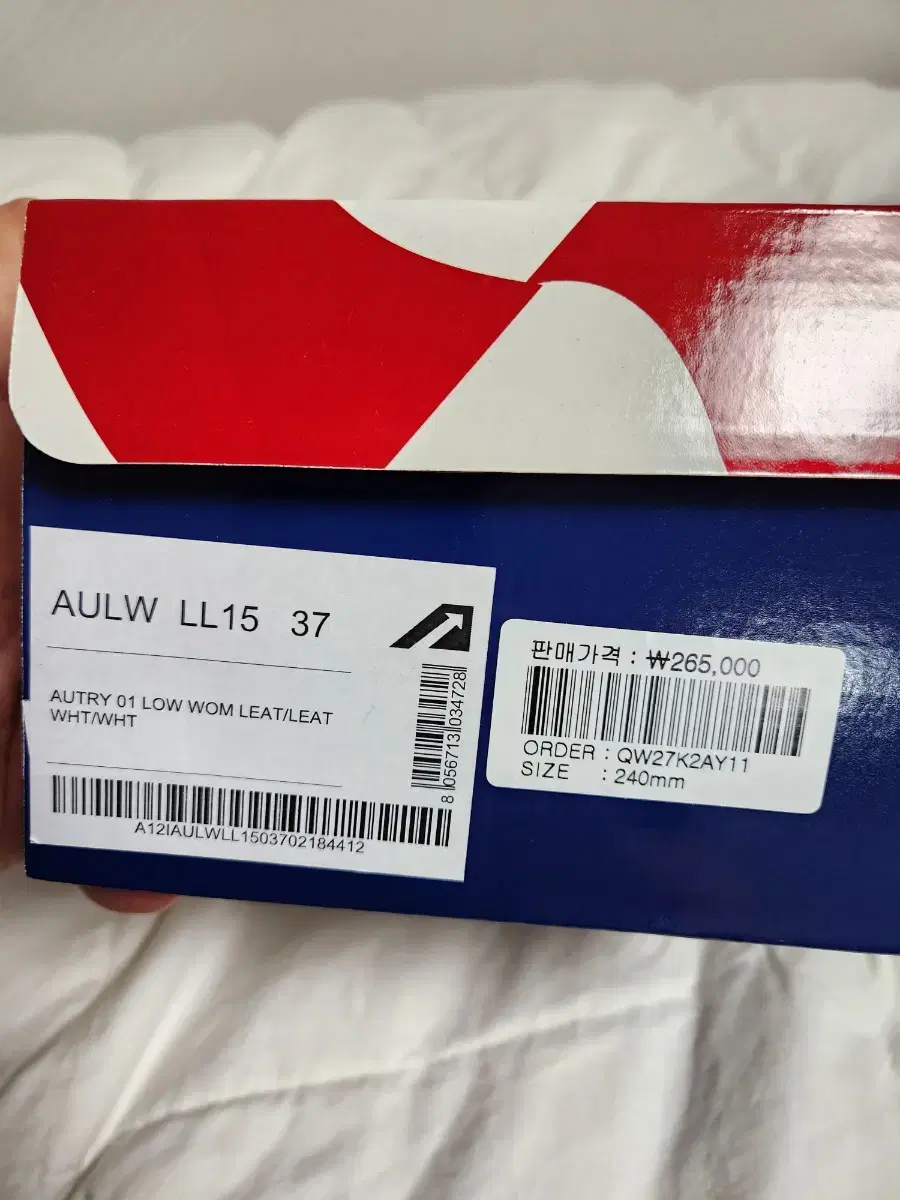 AULW LL15 37
AUTRY 01 LOW WOM LEAT/LEAT
WHT/WHT
8 056713 034728
A12IAULWLL1503702184412
판매가격 : ₩265,000
ORDER : QW27K2AY11
SIZE : 240mm